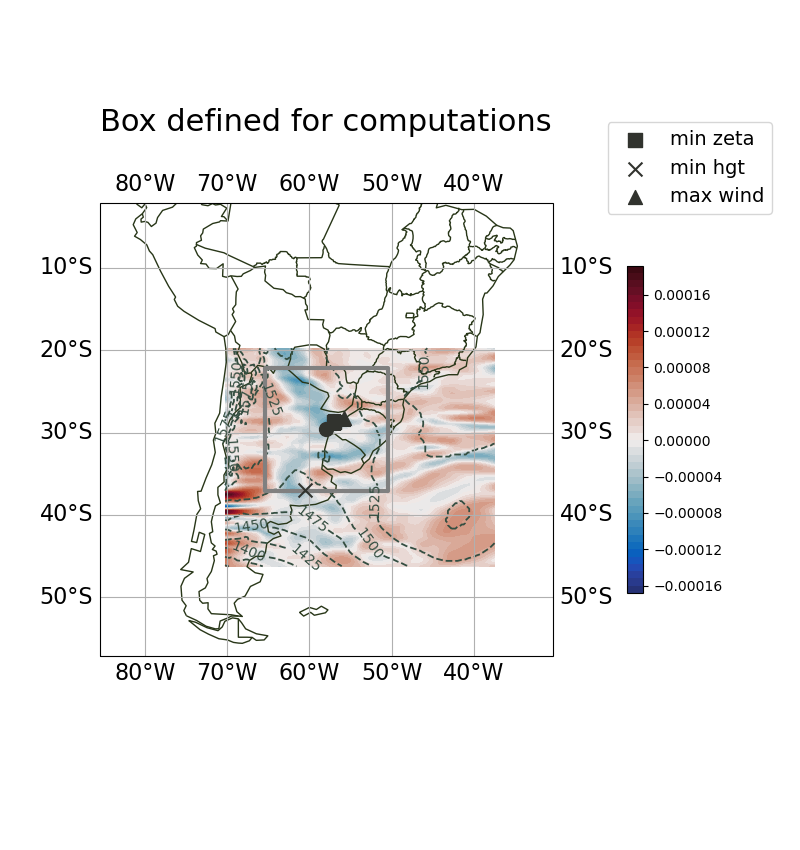 Box defined for computations
min zeta
min hgt
max wind
80°W 70°W 60°W 50°W 40°W
10°S 10°S
20°S 20°S
30°S 30°S
40°S 40°S
50°S 50°S
80°W 70°W 60°W 50°W 40°W
0.00016
0.00012
0.00008
0.00004
0.00000
−0.00004
−0.00008
−0.00012
−0.00016
1550
1525
1550
1525
1450
1475
1400
1425
1500